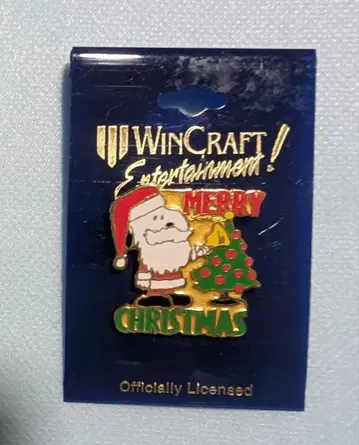 WINCRAFT
Entertainment!
MERRY
CHRISTMAS
Officially Licensed